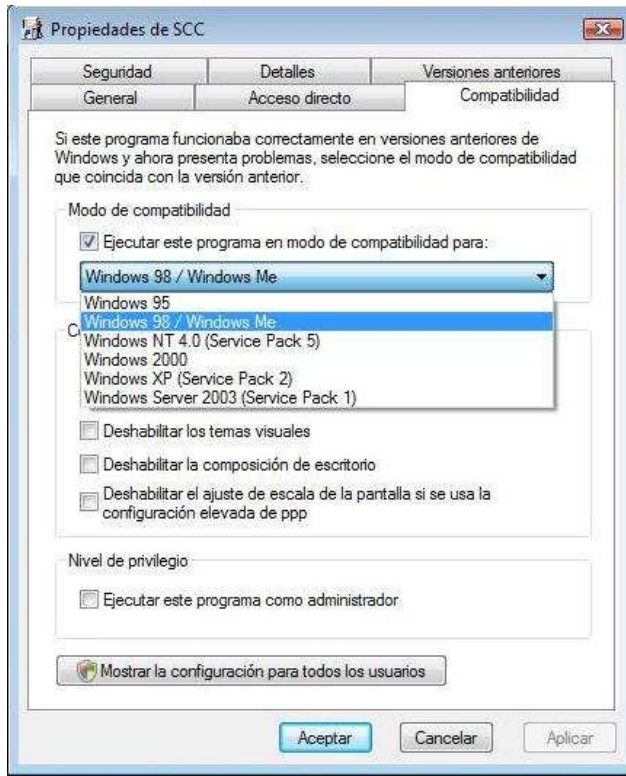 Propiedades de SCC
Seguridad
Detalles
Versiones anteriores
General
Acceso directo
Compatibilidad
Si este programa funcionaba correctamente en versiones anteriores de
Windows y ahora presenta problemas, seleccione el modo de compatibilidad
que coincida con la versión anterior.
Modo de compatibilidad
Ejecutar este programa en modo de compatibilidad para:
Windows 98 / Windows Me
Windows 95
Windows 98 / Windows Me
Windows NT 4.0 (Service Pack 5)
Windows 2000
Windows XP (Service Pack 2)
Windows Server 2003 (Service Pack 1)
Deshabilitar los temas visuales
Deshabilitar la composición de escritorio
Deshabilitar el ajuste de escala de la pantalla si se usa la
configuración elevada de ppp
Nivel de privilegio
Ejecutar este programa como administrador
Mostrar la configuración para todos los usuarios
Aceptar
Cancelar
Aplicar